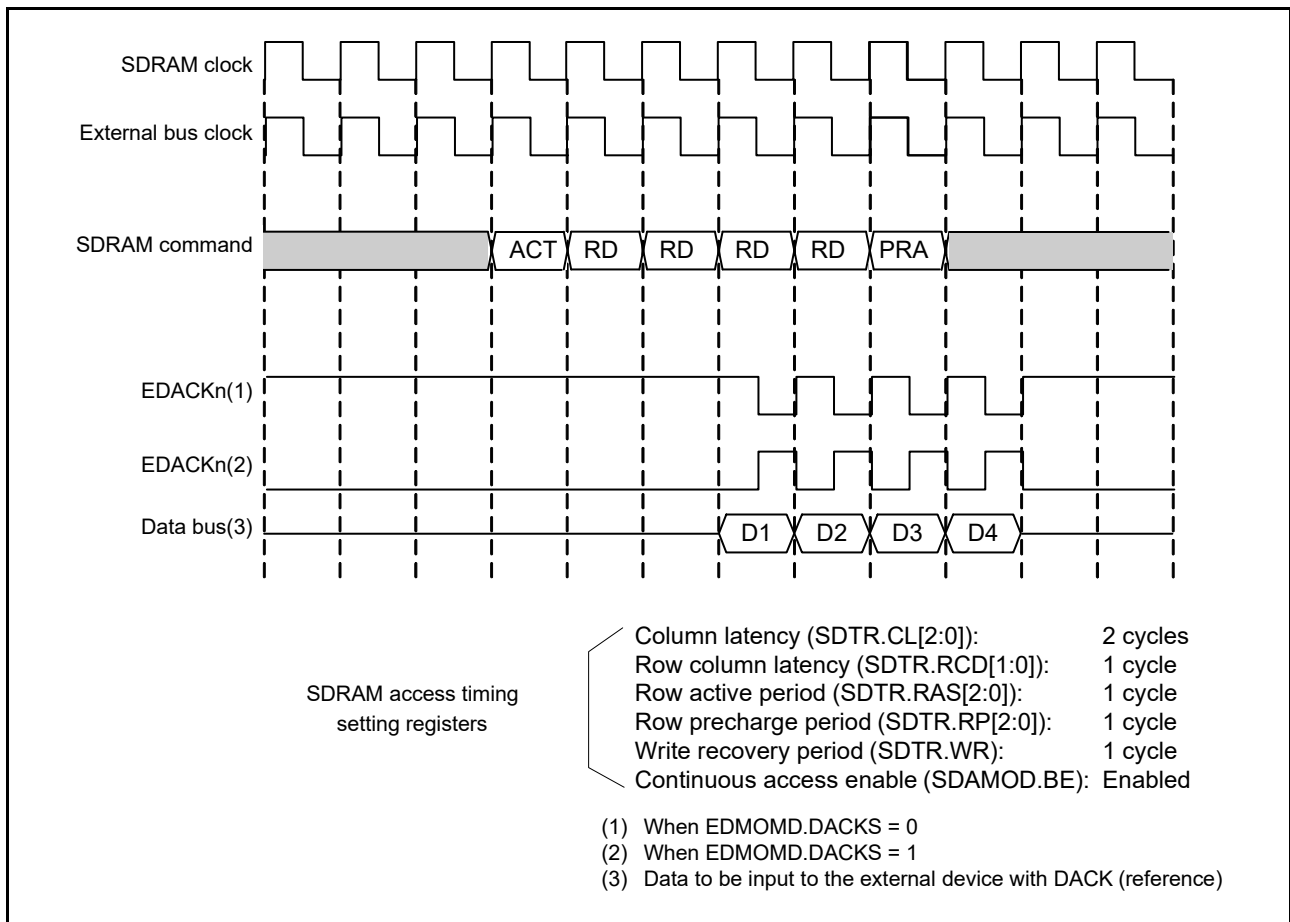 SDRAM clock
External bus clock
SDRAM command ACT RD RD RD RD PRA
EDACKn(1)
EDACKn(2)
Data bus(3) D1 D2 D3 D4
SDRAM access timing
setting registers
Column latency (SDTR.CL[2:0]): 2 cycles
Row column latency (SDTR.RCD[1:0]): 1 cycle
Row active period (SDTR.RAS[2:0]): 1 cycle
Row precharge period (SDTR.RP[2:0]): 1 cycle
Write recovery period (SDTR.WR): 1 cycle
Continuous access enable (SDAMOD.BE): Enabled
(1) When EDMOMD.DACKS = 0
(2) When EDMOMD.DACKS = 1
(3) Data to be input to the external device with DACK (reference)